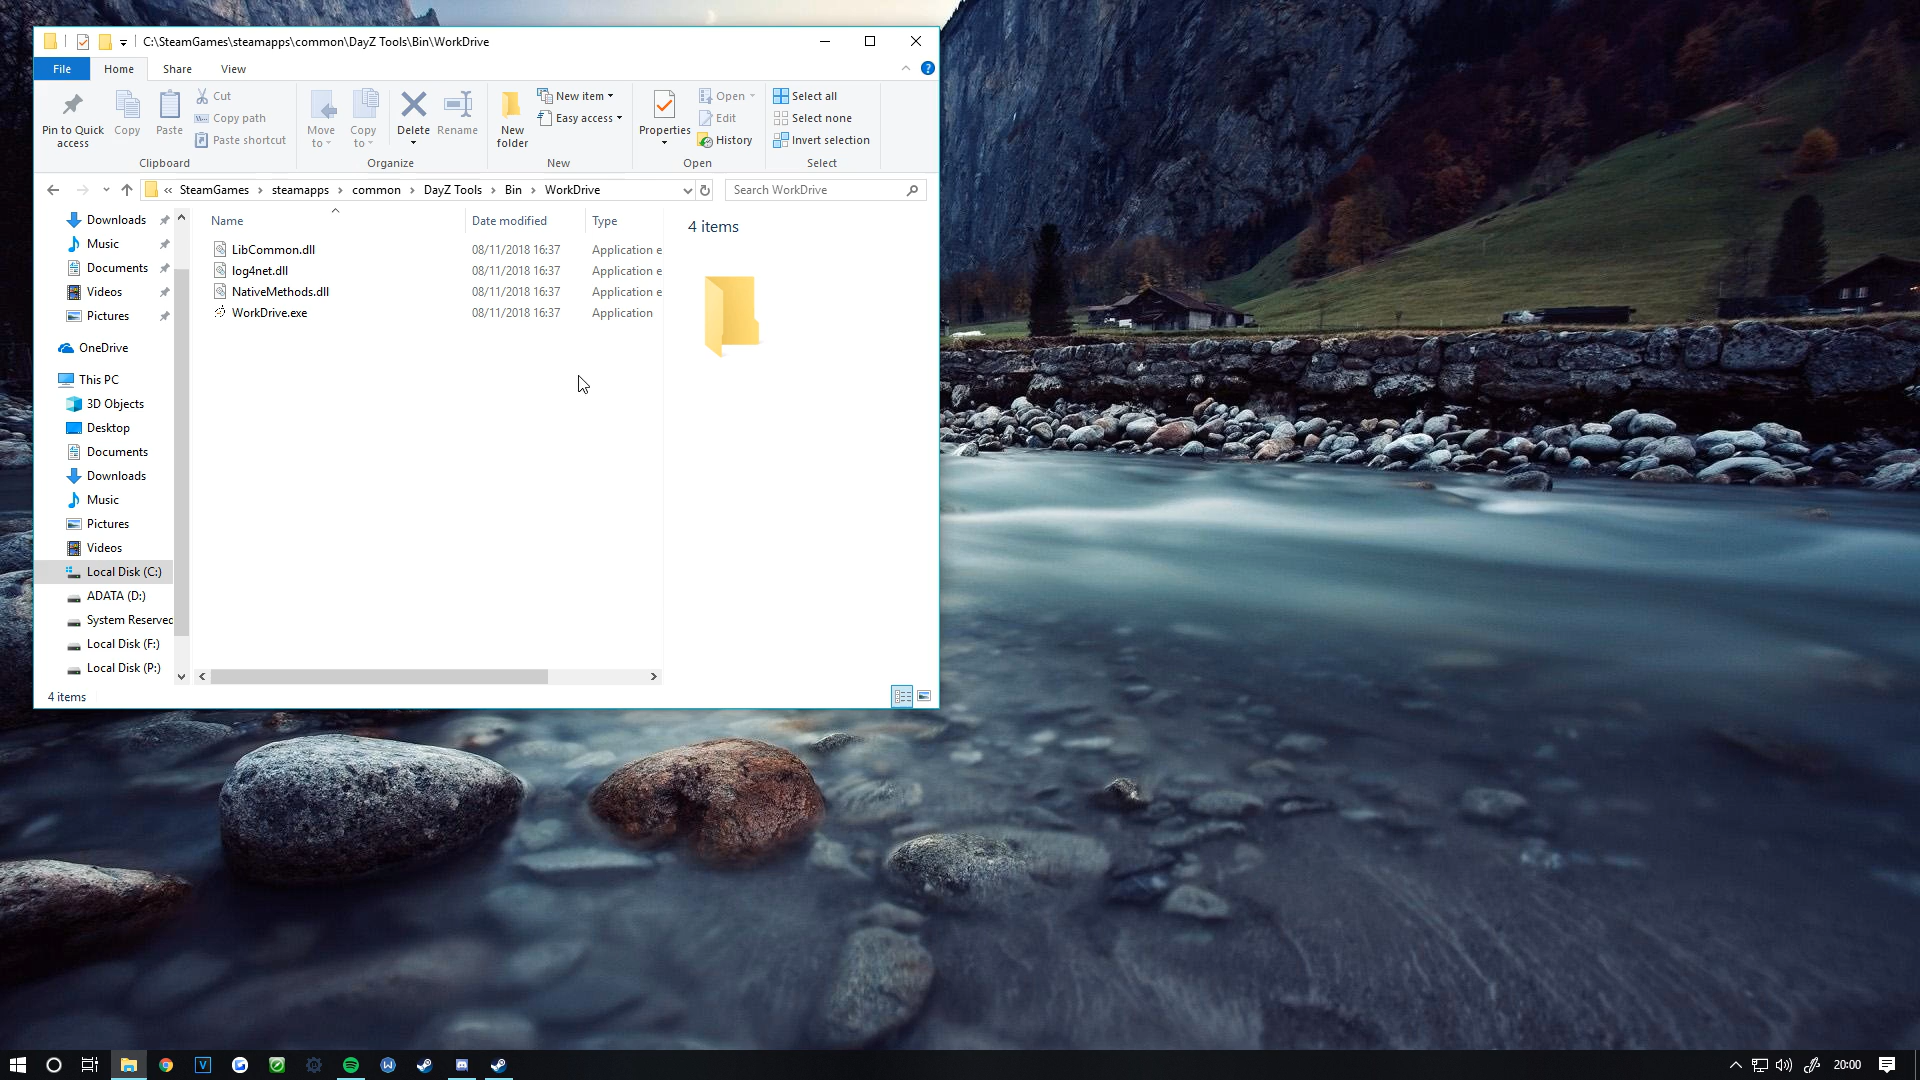 C:\SteamGames\steamapps\common\DayZ Tools\Bin\WorkDrive
File Home Share View
Pin to Quick access
Copy
Paste
Cut
Copy path
Paste shortcut
Clipboard
Move to
Copy to
Delete
Rename
Organize
New folder
New item
Easy access
New
Properties
Open
Edit
History
Open
Select all
Select none
Invert selection
Select
« SteamGames > steamapps > common > DayZ Tools > Bin > WorkDrive
Search WorkDrive
Downloads
Music
Documents
Videos
Pictures
OneDrive
This PC
3D Objects
Desktop
Documents
Downloads
Music
Pictures
Videos
Local Disk (C:)
ADATA (D:)
System Reserved
Local Disk (F:)
Local Disk (P:)
Name Date modified Type
LibCommon.dll 08/11/2018 16:37 Application e
log4net.dll 08/11/2018 16:37 Application e
NativeMethods.dll 08/11/2018 16:37 Application e
WorkDrive.exe 08/11/2018 16:37 Application
4 items
4 items
20:00